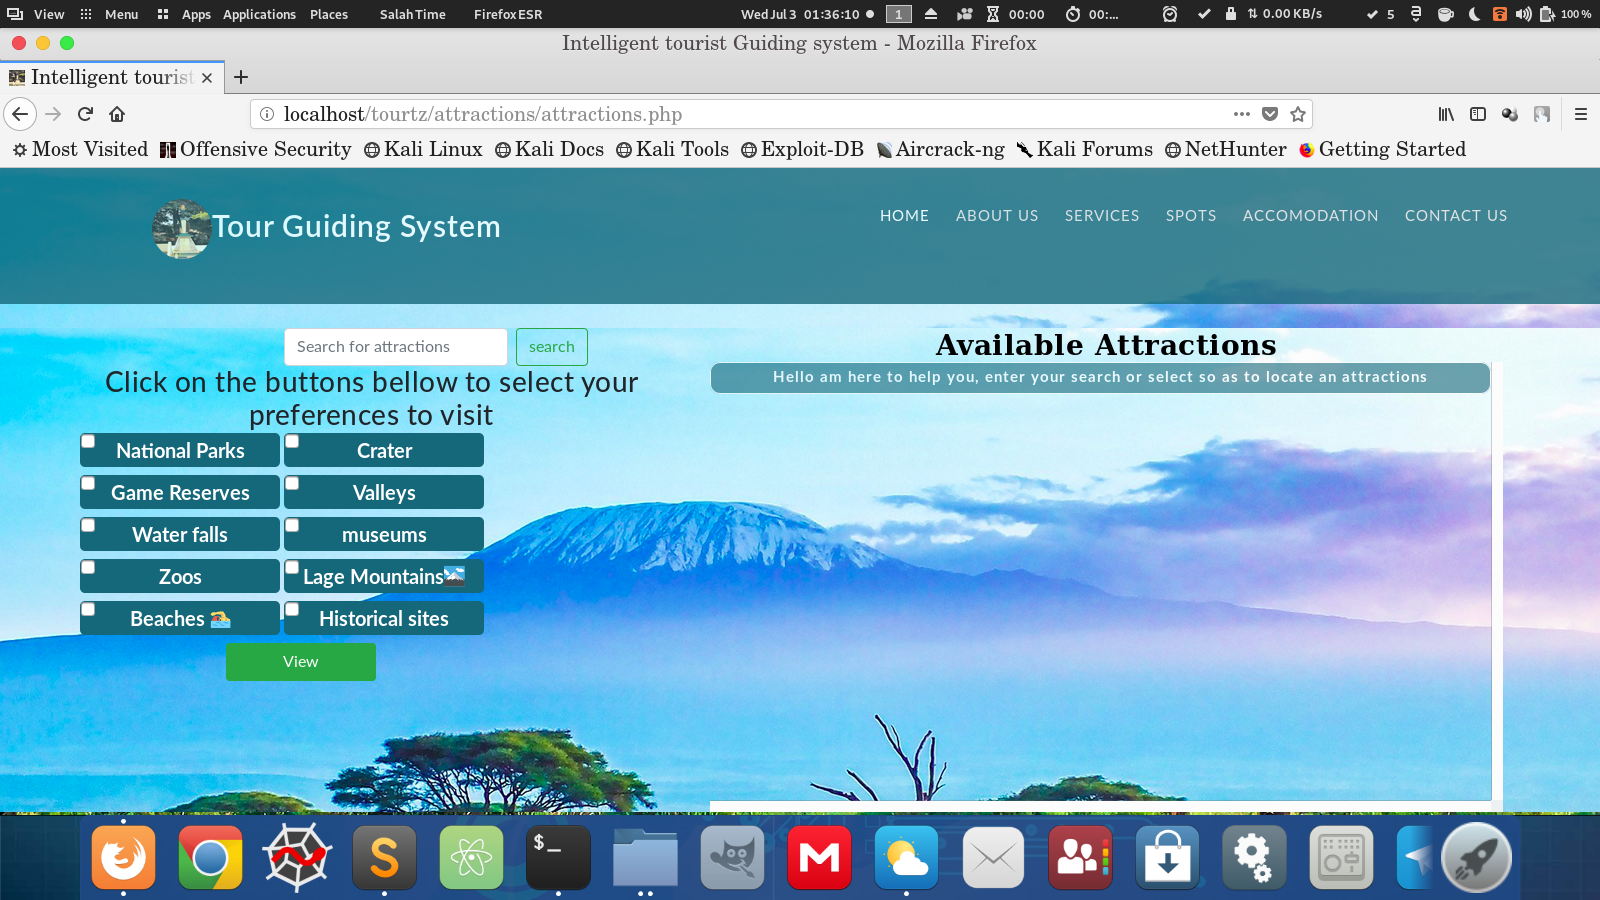 View Menu Apps Applications Places Salah Time Firefox ESR Wed Jul 3 01:36:10 1 00:00 00:... 0.00 KB/s 5 100 %
Intelligent tourist Guiding system - Mozilla Firefox
Intelligent tourist
localhost/tourtz/attractions/attractions.php
Most Visited Offensive Security Kali Linux Kali Docs Kali Tools Exploit-DB Aircrack-ng Kali Forums NetHunter Getting Started
Tour Guiding System
HOME ABOUT US SERVICES SPOTS ACCOMODATION CONTACT US
Search for attractions search
Click on the buttons bellow to select your
preferences to visit
National Parks Crater
Game Reserves Valleys
Water falls museums
Zoos Lage Mountains
Beaches Historical sites
View
Available Attractions
Hello am here to help you, enter your search or select so as to locate an attractions